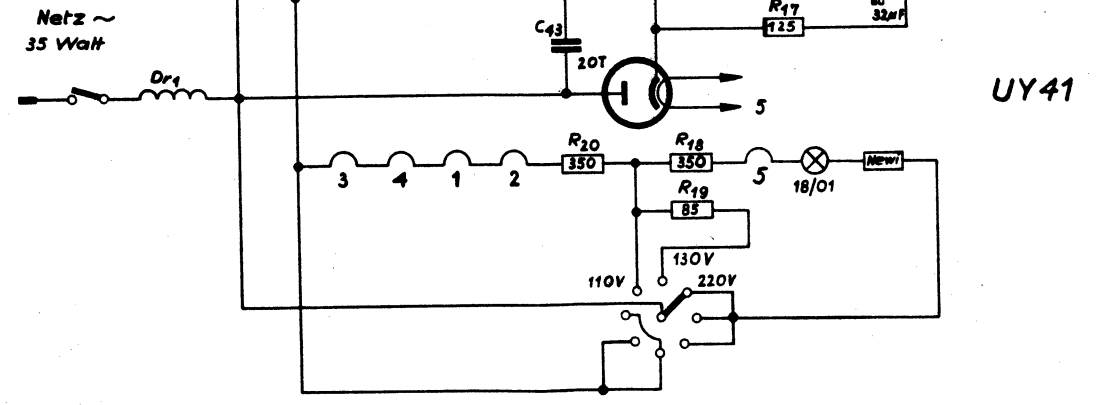 Netz ~
35 Watt
Dr1
C43
20T
R17
125
32µF
5
UY41
3
4
1
2
R20
350
R18
350
5
18/01
Newi
R19
85
130V
110V
220V